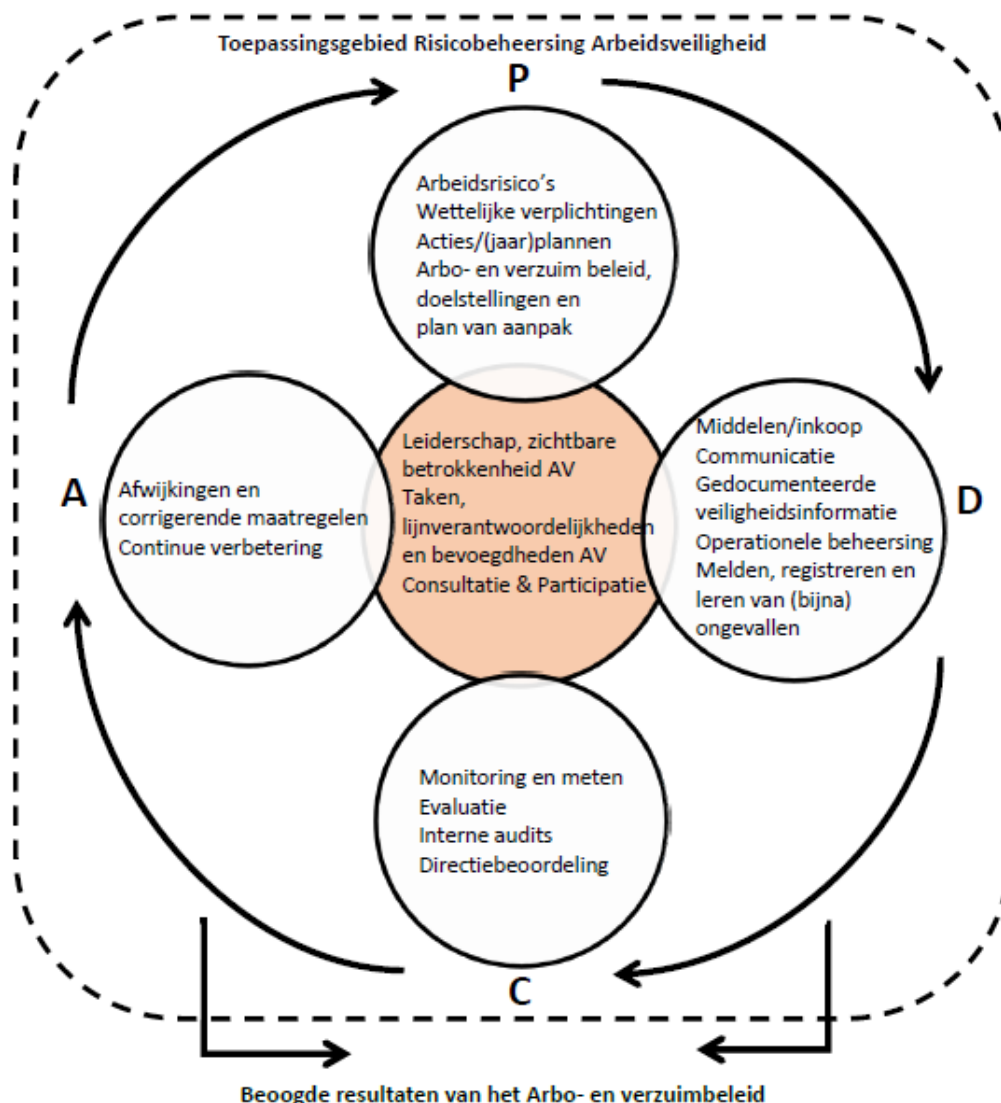 Toepassingsgebied Risicobeheersing Arbeidsveiligheid
P
Arbeidsrisico's
Wettelijke verplichtingen
Acties/(jaar)plannen
Arbo- en verzuim beleid,
doelstellingen en
plan van aanpak
A
Afwijkingen en
corrigerende maatregelen
Continue verbetering
Leiderschap, zichtbare
betrokkenheid AV
Taken,
lijnverantwoordelijkheden
en bevoegdheden AV
Consultatie & Participatie
Middelen/inkoop
Communicatie
Gedocumenteerde
veiligheidsinformatie
Operationele beheersing
Melden, registreren en
leren van (bijna)
ongevallen
D
Monitoring en meten
Evaluatie
Interne audits
Directiebeoordeling
C
Beoogde resultaten van het Arbo- en verzuimbeleid